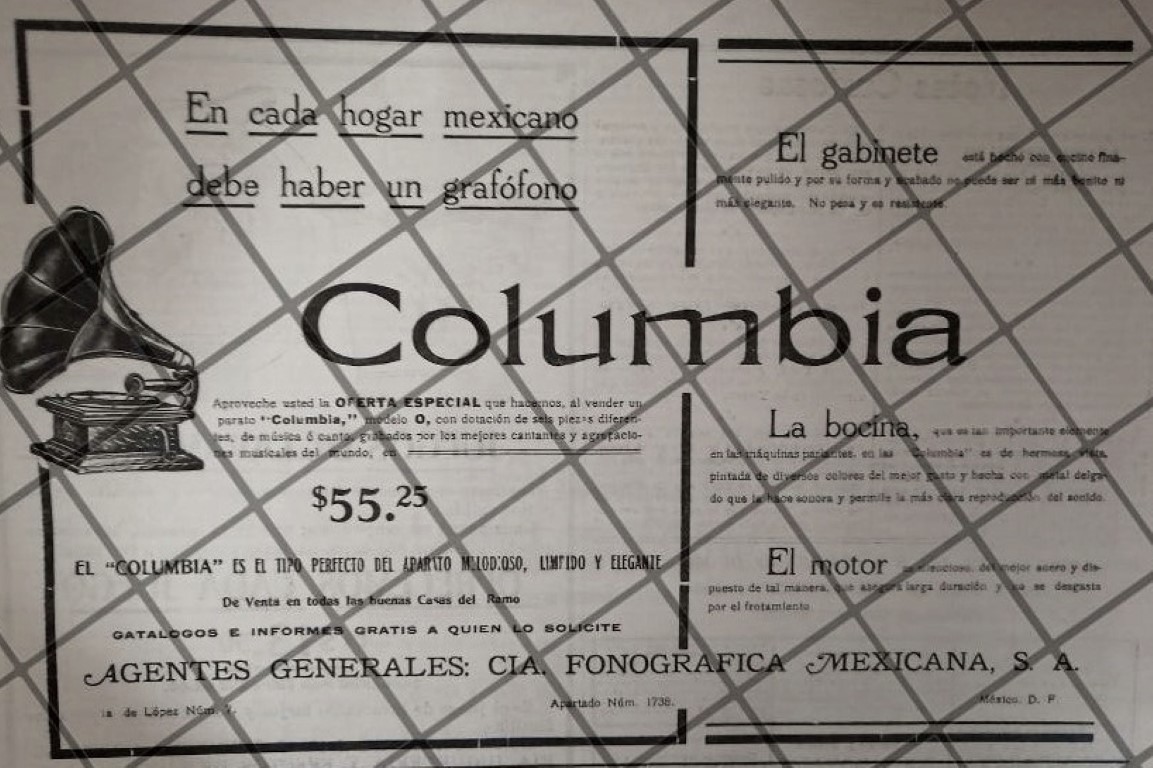 En cada hogar mexicano
debe haber un grafófono
Columbia
Aproveche usted la OFERTA ESPECIAL que hacemos, al vender un
parato "Columbia," modelo O, con dotación de seis piezas diferen-
tes, de música ó canto, grabados por los mejores cantantes y agrupacio-
nes musicales del mundo, en
$55.25
EL "COLUMBIA" ES EL TIPO PERFECTO DEL APARATO MELODIOSO, LIMPIDO Y ELEGANTE
De Venta en todas las buenas Casas del Ramo
CATALOGOS E INFORMES GRATIS A QUIEN LO SOLICITE
El gabinete está hecho con encino fina-
mente pulido y por su forma y acabado no puede ser ni más bonito ni
más elegante. No pesa y es resistente.
La bocina, que es tan importante elemento
en las máquinas parlantes, en las "Columbia" es de hermosa vista,
pintada de diversos colores del mejor gusto y hecha con metal delga-
do que la hace sonora y permite la más clara reproducción del sonido.
El motor es silencioso, del mejor acero y dis-
puesto de tal manera, que asegura larga duración y no se desgasta
por el frotamiento
AGENTES GENERALES: CIA. FONOGRAFICA MEXICANA, S. A.
de López Núm. Apartado Núm. 1738. México. D. F.